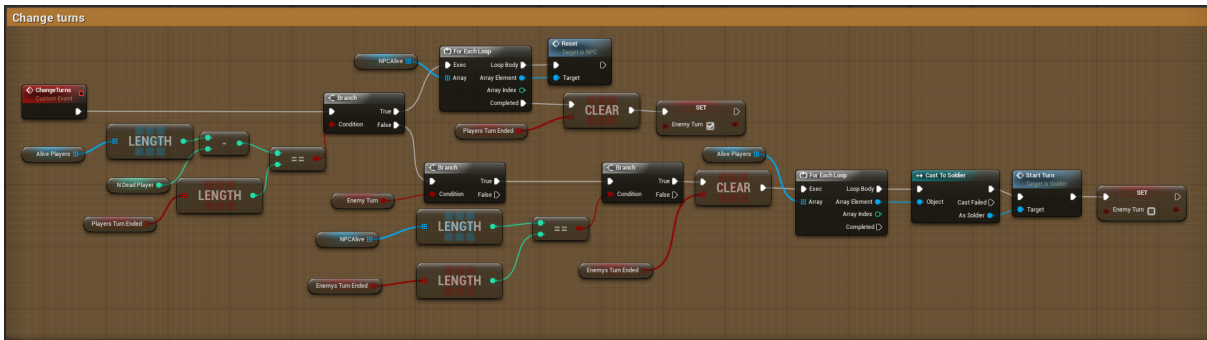 Change turns
ChangeTurns
Custom Event
Alive Players
LENGTH
-
N Dead Player
Players Turn Ended
LENGTH
==
Branch
True
Condition
False
NPCAlive
For Each Loop
Exec
Loop Body
Array
Array Element
Array Index
Completed
Reset
Target is NPC
Target
Players Turn Ended
CLEAR
SET
Enemy Turn
Enemy Turn
Branch
True
Condition
False
NPCAlive
LENGTH
Enemys Turn Ended
LENGTH
==
Branch
True
Condition
False
Enemys Turn Ended
CLEAR
Alive Players
For Each Loop
Exec
Loop Body
Array
Array Element
Array Index
Completed
Cast To Soldier
Object
Cast Failed
As Soldier
Start Turn
Target is Soldier
Target
SET
Enemy Turn